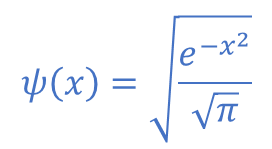 ψ(x) = √(e^(−x²)/√π)